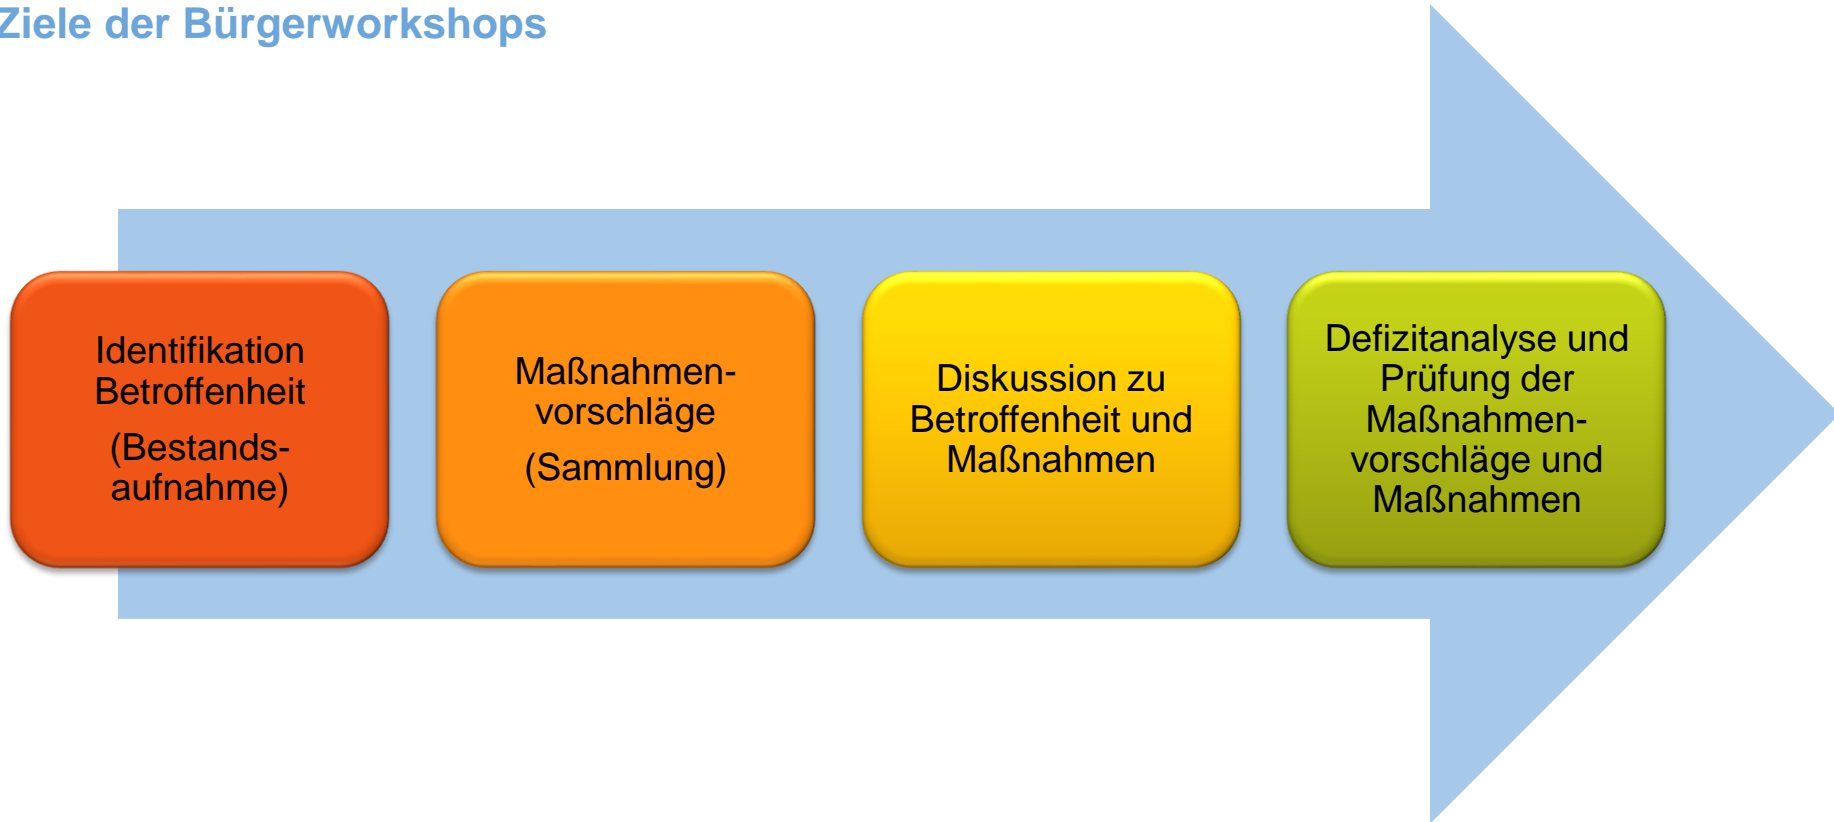 Ziele der Bürgerworkshops
Identifikation
Betroffenheit
(Bestands-
aufnahme)
Maßnahmen-
vorschläge
(Sammlung)
Diskussion zu
Betroffenheit und
Maßnahmen
Defizitanalyse und
Prüfung der
Maßnahmen-
vorschläge und
Maßnahmen